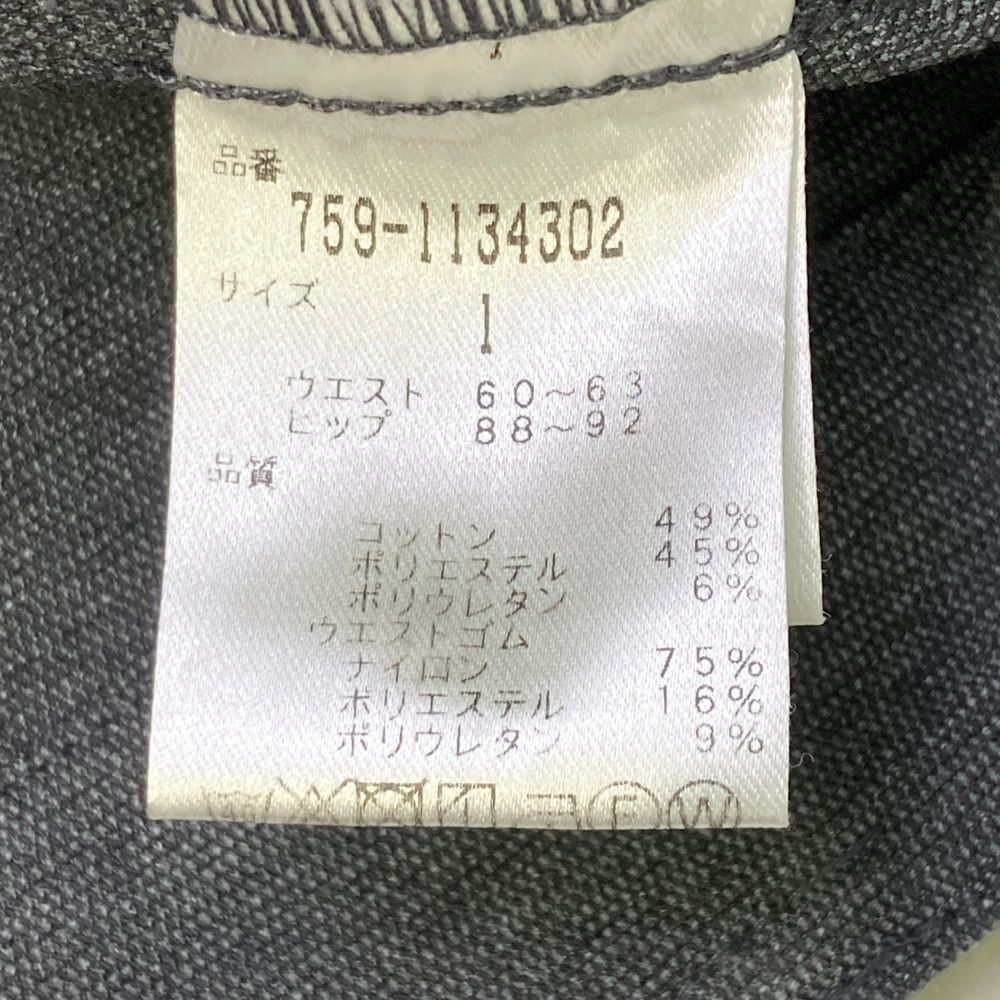 品番
759-1134302
サイズ
1
ウエスト 60～63
ヒップ 88～92
品質
コットン 49%
ポリエステル 45%
ポリウレタン 6%
ウエストゴム
ナイロン 75%
ポリエステル 16%
ポリウレタン 9%
F W